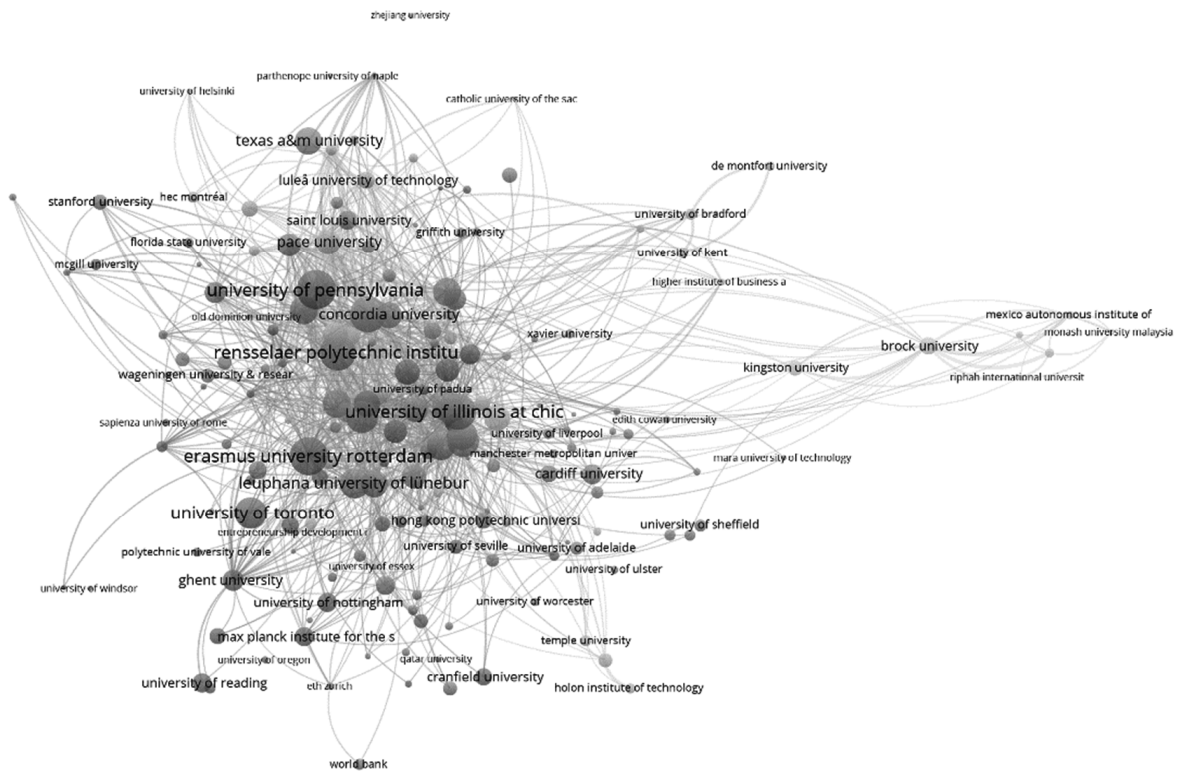 zhejiang university
parthenope university of naple
university of helsinki
catholic university of the sac
texas a&m university
de montfort university
luleå university of technology
hec montréal
stanford university
university of bradford
saint louis university
griffith university
florida state university
pace university
university of kent
mcgill university
higher institute of business a
university of pennsylvania
old dominion university
concordia university
mexico autonomous institute of
monash university malaysia
xavier university
brock university
rensselaer polytechnic institu
kingston university
wageningen university & resear
riphah international universit
university of padua
university of illinois at chic
edith cowan university
sapienza university of rome
university of liverpool
manchester metropolitan univer
erasmus university rotterdam
mara university of technology
cardiff university
leuphana university of lünebur
university of toronto
hong kong polytechnic universi
university of sheffield
entrepreneurship development i
university of seville
university of adelaide
polytechnic university of vale
university of essex
university of ulster
ghent university
university of windsor
university of nottingham
university of worcester
max planck institute for the s
temple university
university of oregon
qatar university
cranfield university
university of reading
eth zurich
holon institute of technology
world bank